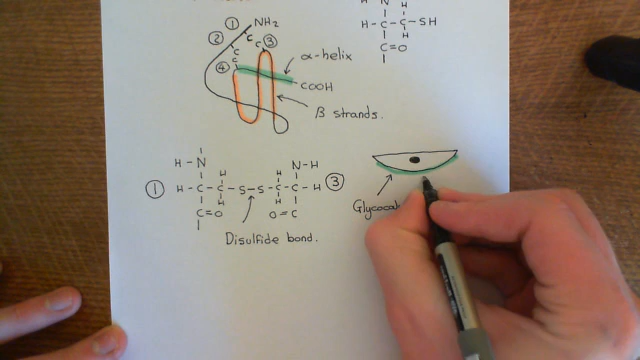 ① NH₂
② C
C ③
C
④ C
α-helix
COOH
β strands.
H
H-C-C-SH
H
C=O
H-N N-H
H H
① H-C-C-S-S-C-C-H ③
H H
C=O O=C
Disulfide bond.